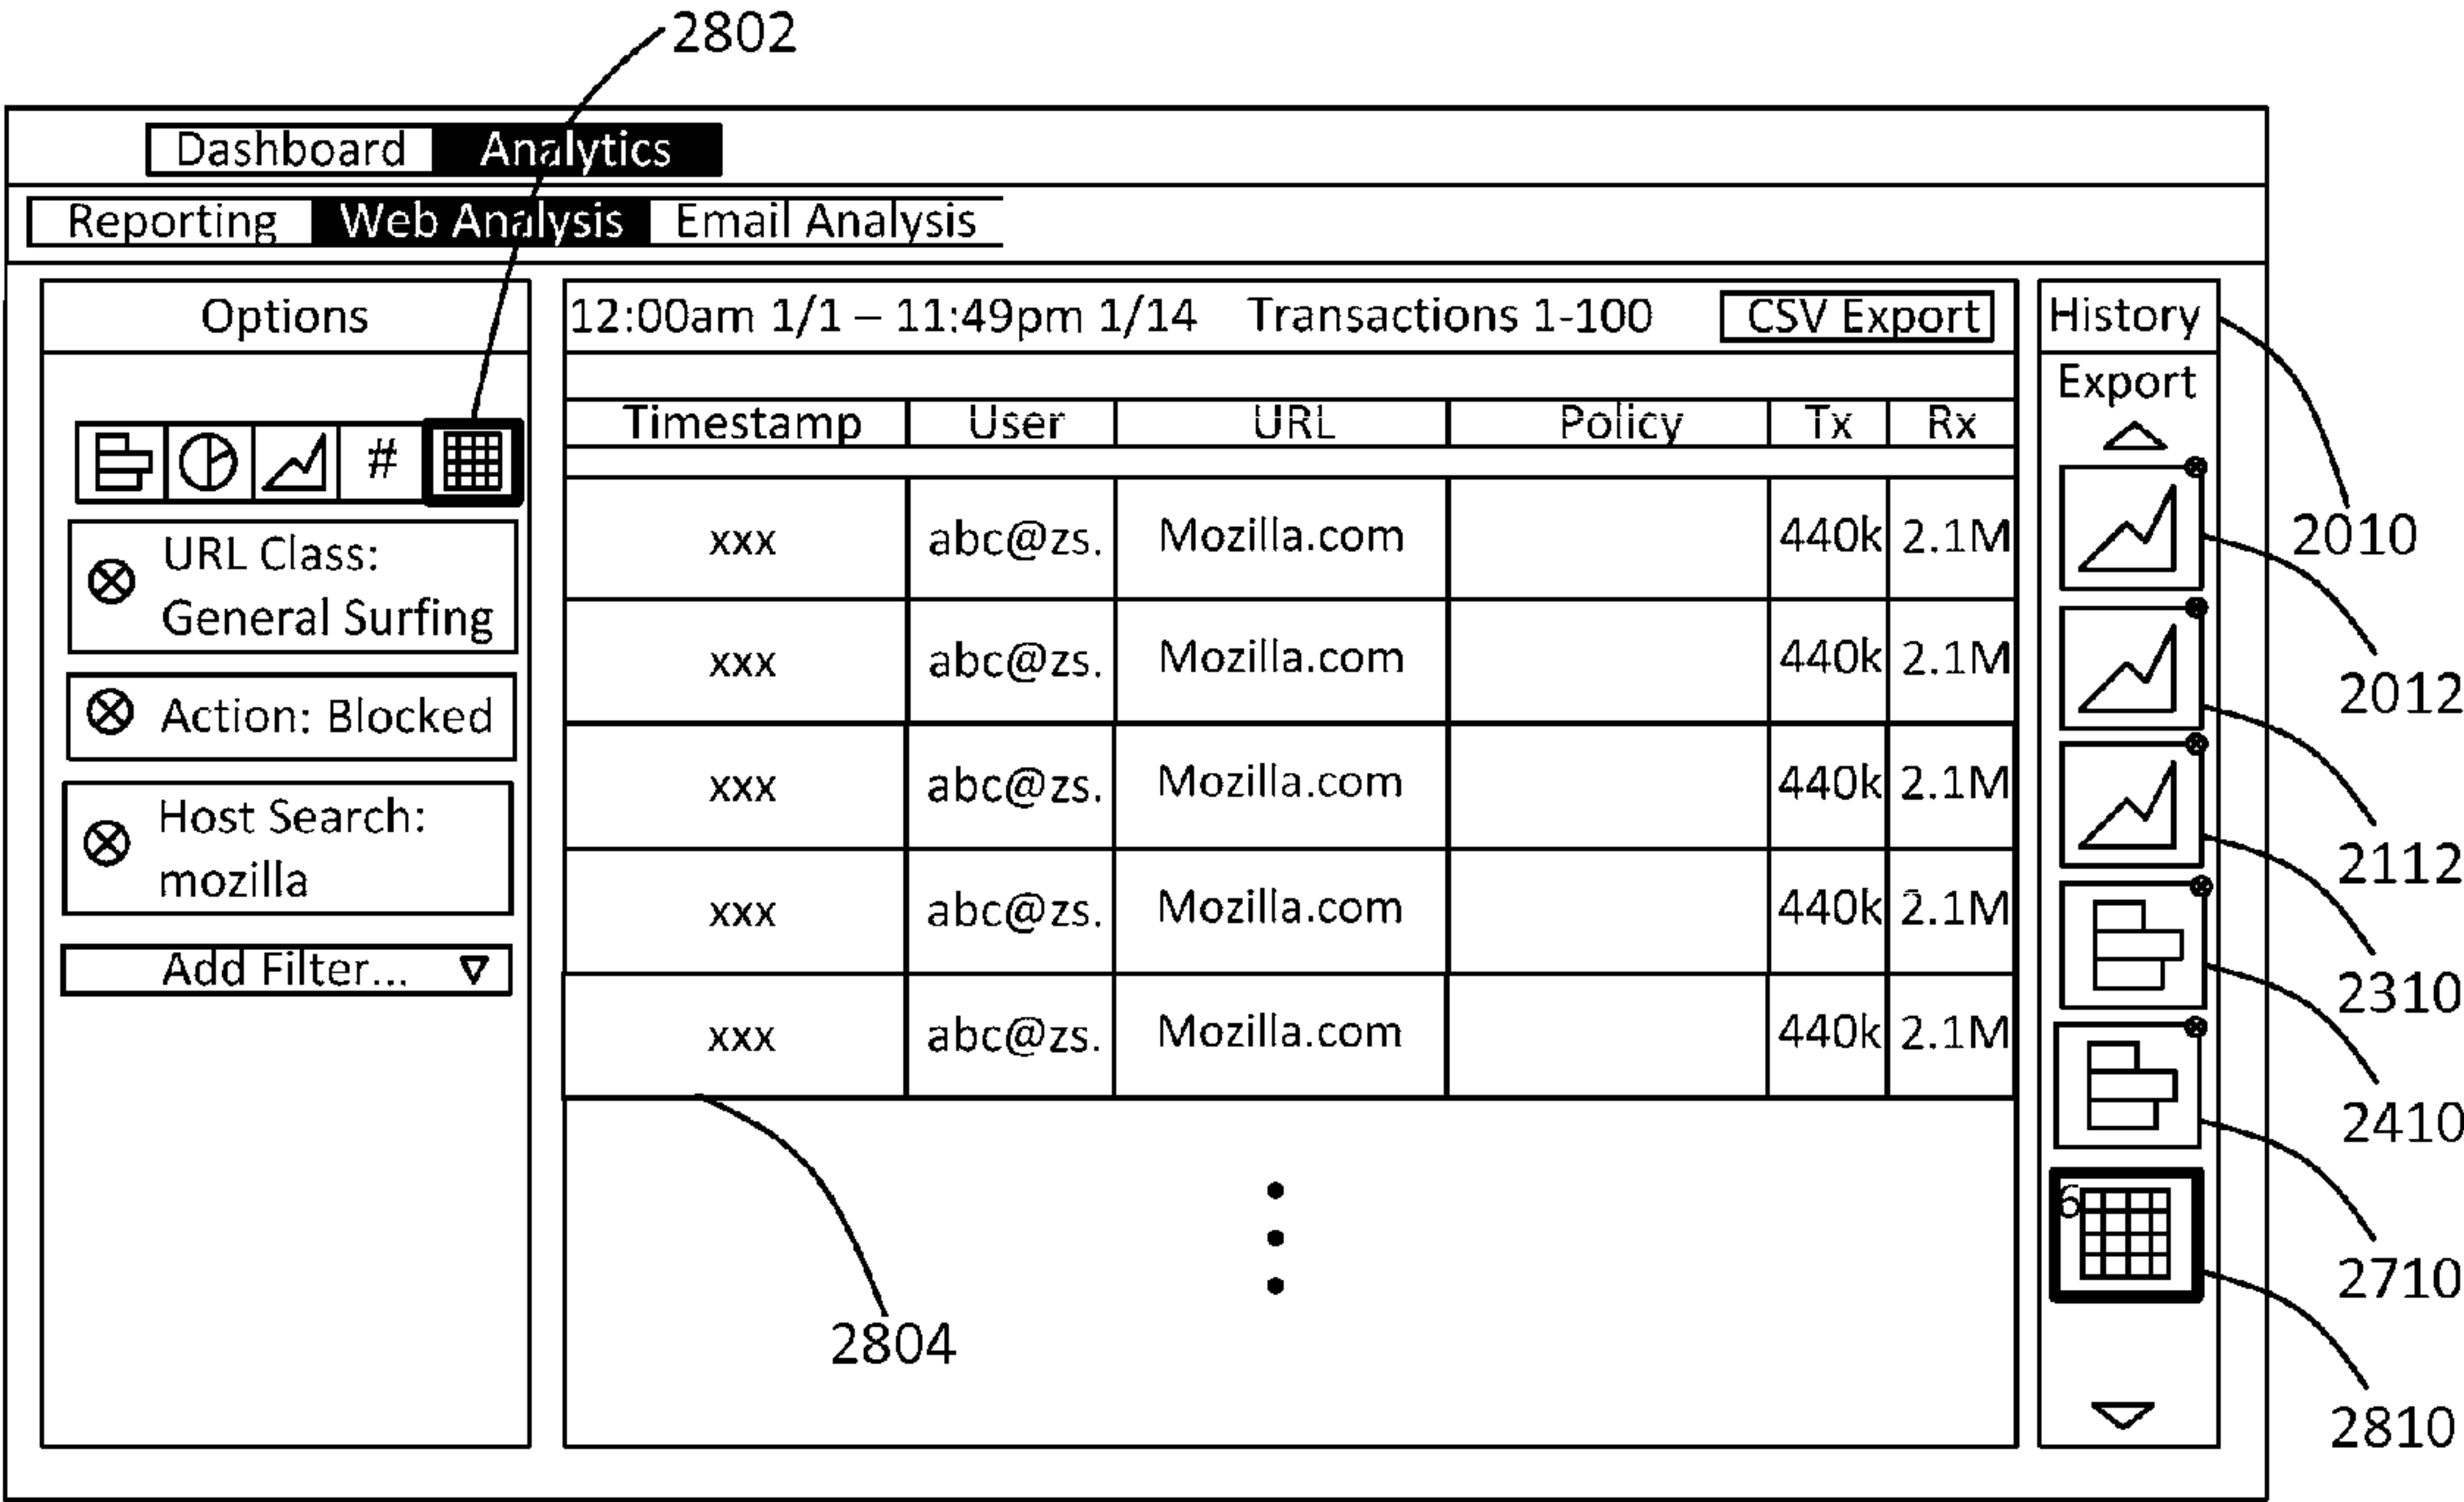 2802
Dashboard Analytics
Reporting Web Analysis Email Analysis
Options
12:00am 1/1 – 11:49pm 1/14 Transactions 1-100 CSV Export
History
Export
#
URL Class:
General Surfing
Action: Blocked
Host Search:
mozilla
Add Filter...
Timestamp User URL Policy Tx Rx
xxx abc@zs. Mozilla.com 440k 2.1M
xxx abc@zs. Mozilla.com 440k 2.1M
xxx abc@zs. Mozilla.com 440k 2.1M
xxx abc@zs. Mozilla.com 440k 2.1M
xxx abc@zs. Mozilla.com 440k 2.1M
2804
6
2010
2012
2112
2310
2410
2710
2810